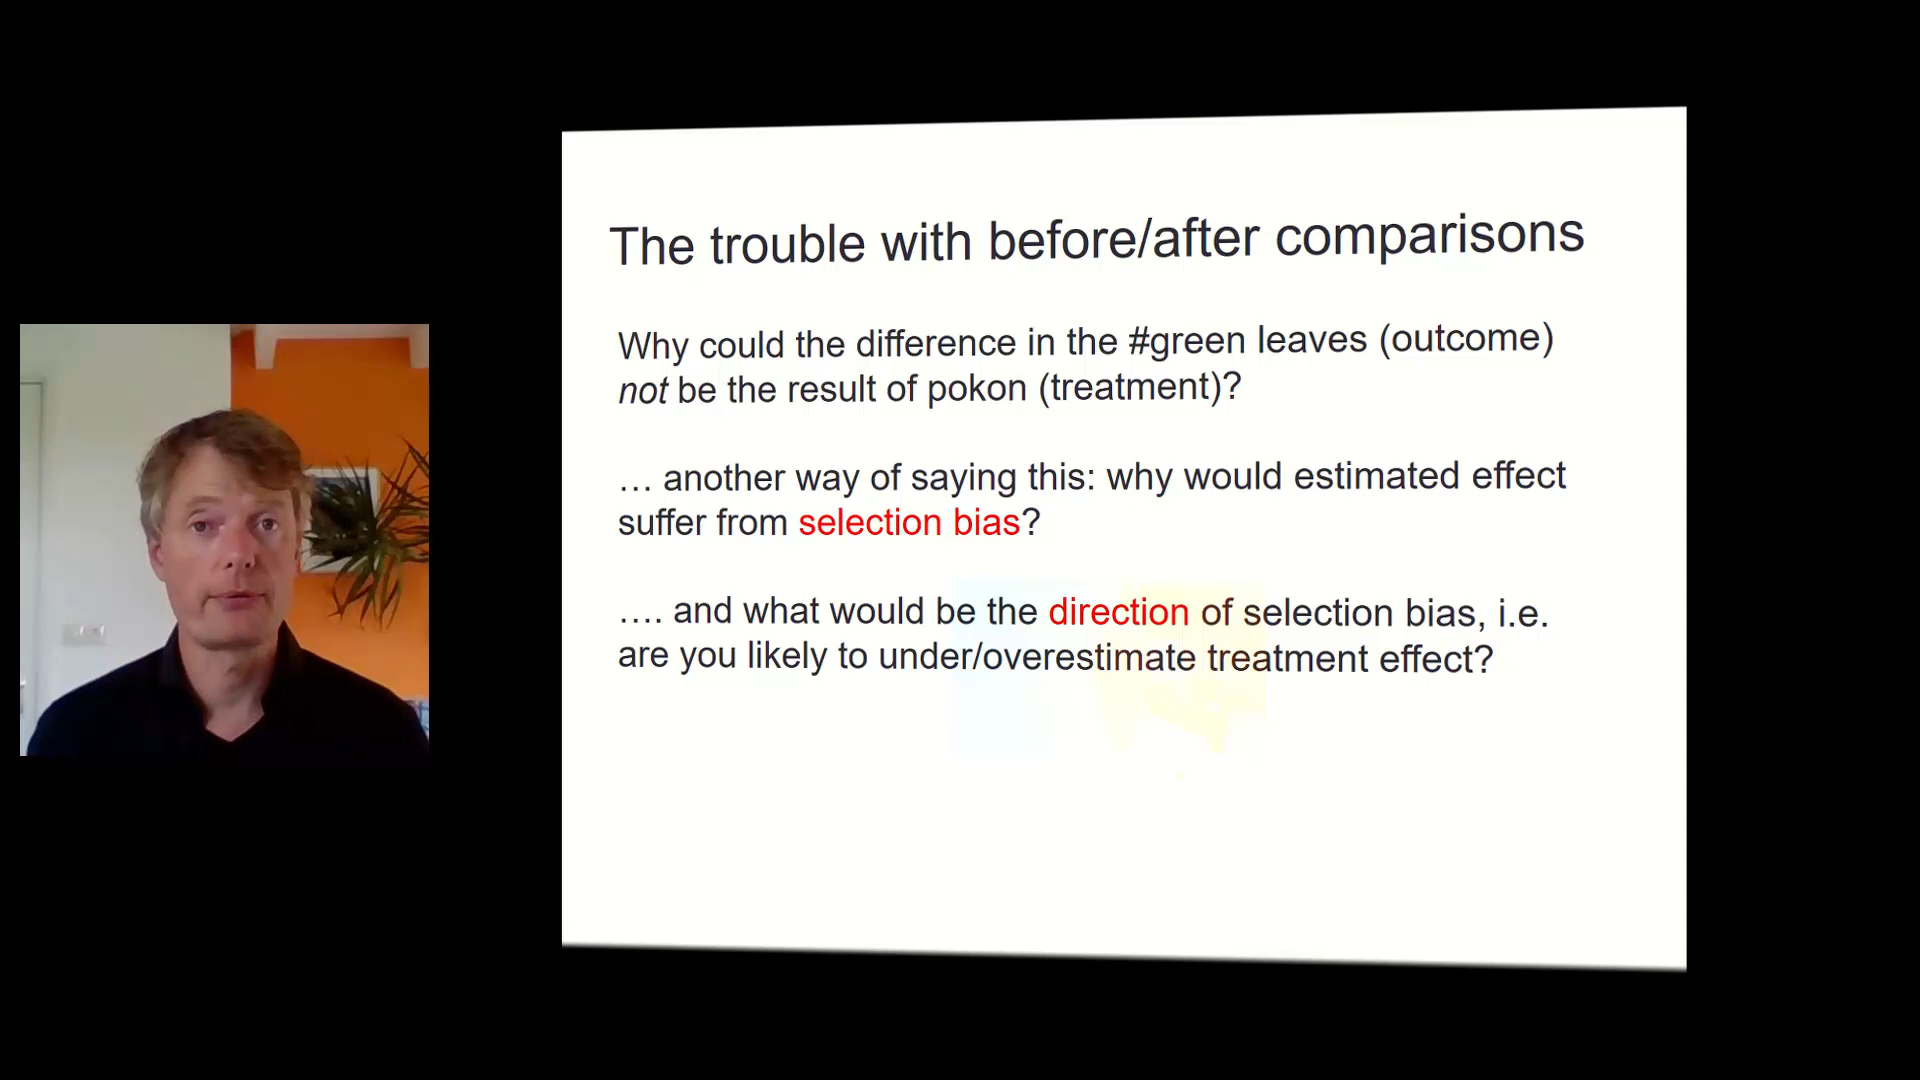 The trouble with before/after comparisons
Why could the difference in the #green leaves (outcome)
not be the result of pokon (treatment)?
… another way of saying this: why would estimated effect
suffer from selection bias?
…. and what would be the direction of selection bias, i.e.
are you likely to under/overestimate treatment effect?